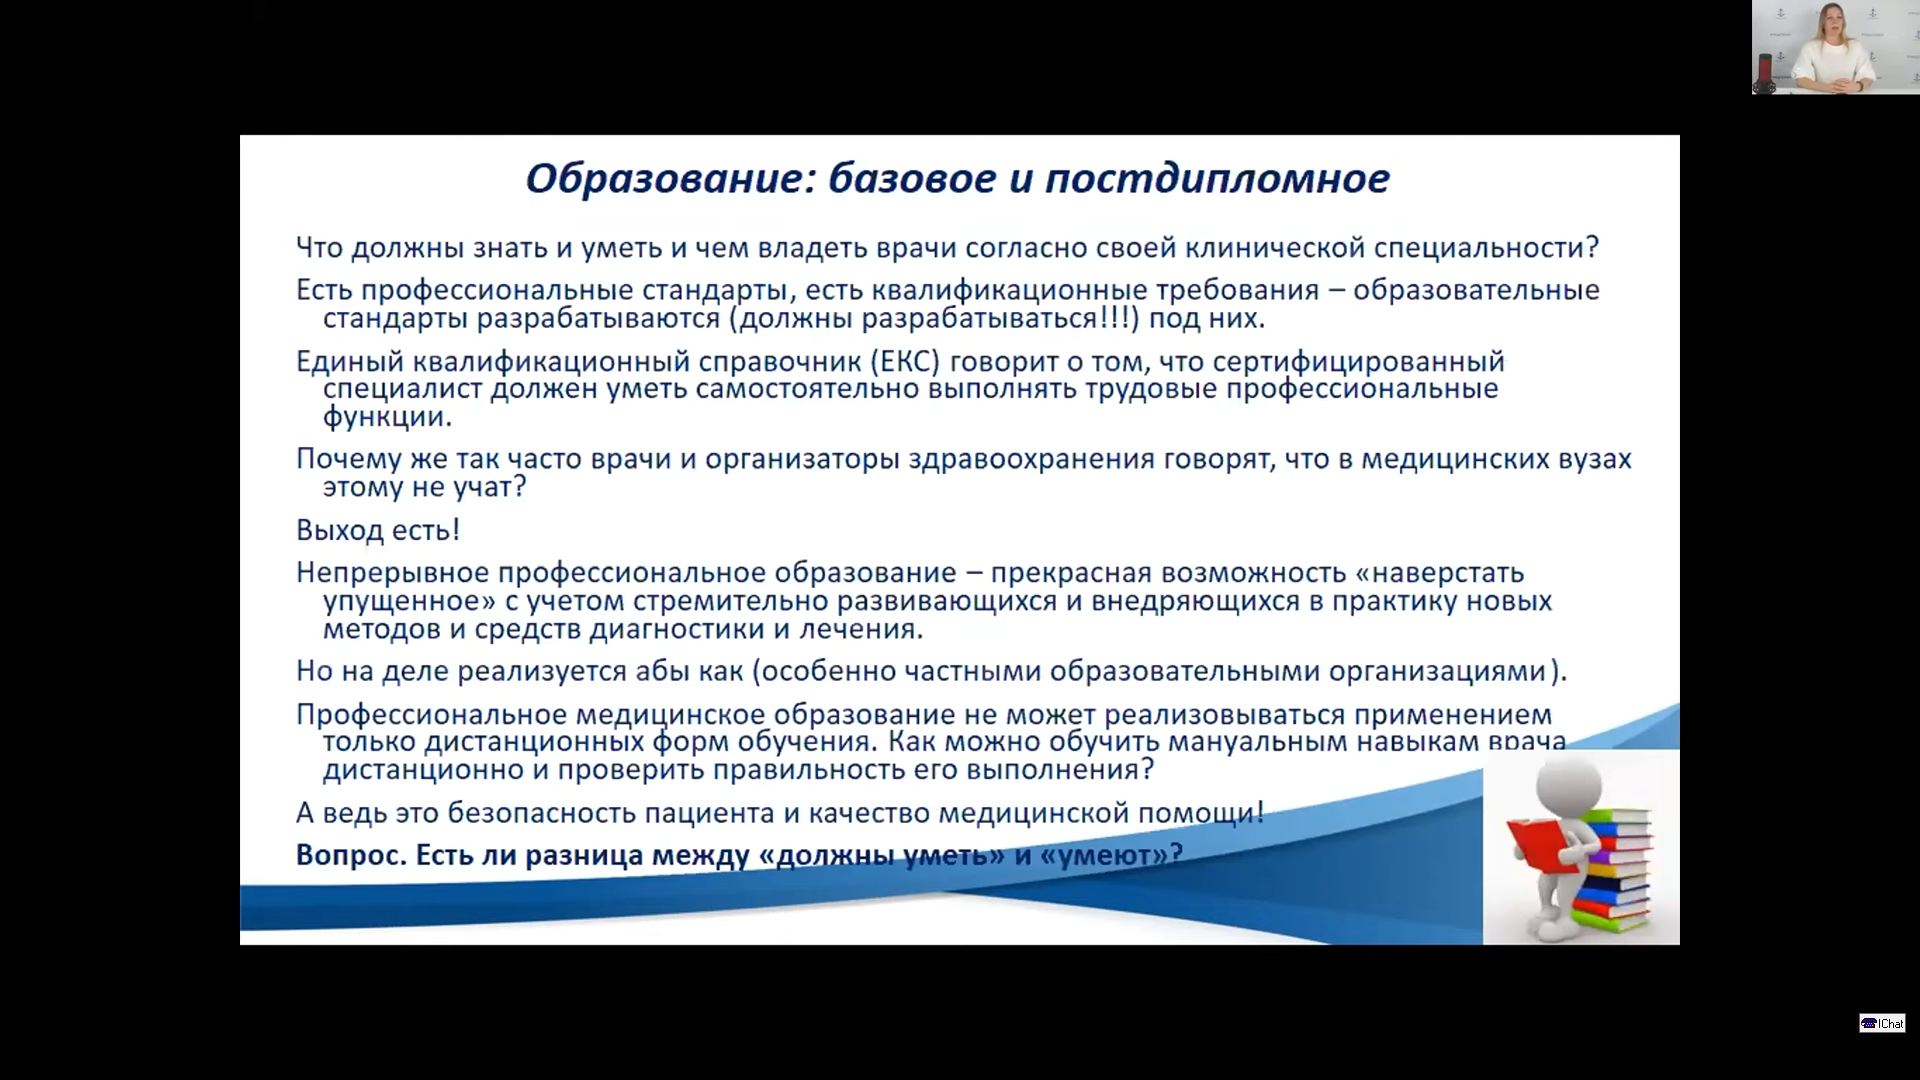 Образование: базовое и постдипломное
Что должны знать и уметь и чем владеть врачи согласно своей клинической специальности?
Есть профессиональные стандарты, есть квалификационные требования – образовательные
стандарты разрабатываются (должны разрабатываться!!!) под них.
Единый квалификационный справочник (ЕКС) говорит о том, что сертифицированный
специалист должен уметь самостоятельно выполнять трудовые профессиональные
функции.
Почему же так часто врачи и организаторы здравоохранения говорят, что в медицинских вузах
этому не учат?
Выход есть!
Непрерывное профессиональное образование – прекрасная возможность «наверстать
упущенное» с учетом стремительно развивающихся и внедряющихся в практику новых
методов и средств диагностики и лечения.
Но на деле реализуется абы как (особенно частными образовательными организациями).
Профессиональное медицинское образование не может реализовываться применением
только дистанционных форм обучения. Как можно обучить мануальным навыкам врача
дистанционно и проверить правильность его выполнения?
А ведь это безопасность пациента и качество медицинской помощи!
Вопрос. Есть ли разница между «должны уметь» и «умеют»?
IChat